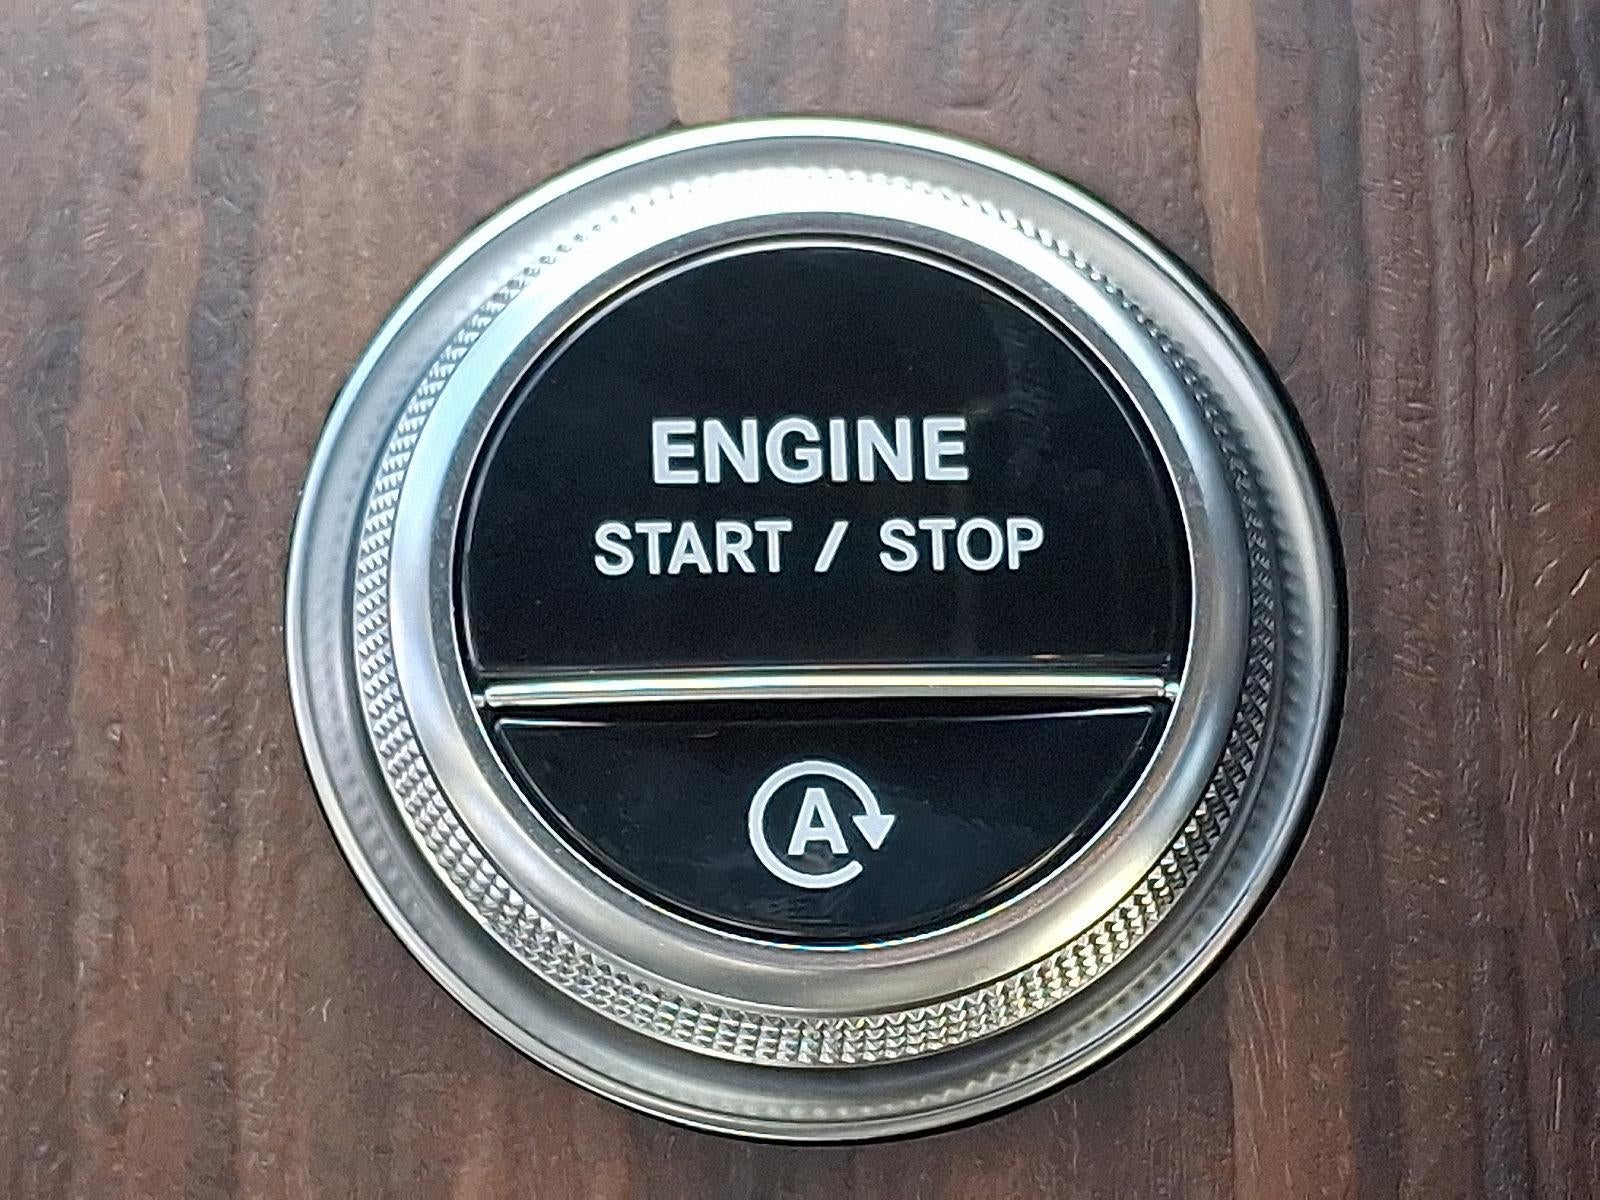 ENGINE
START / STOP
A